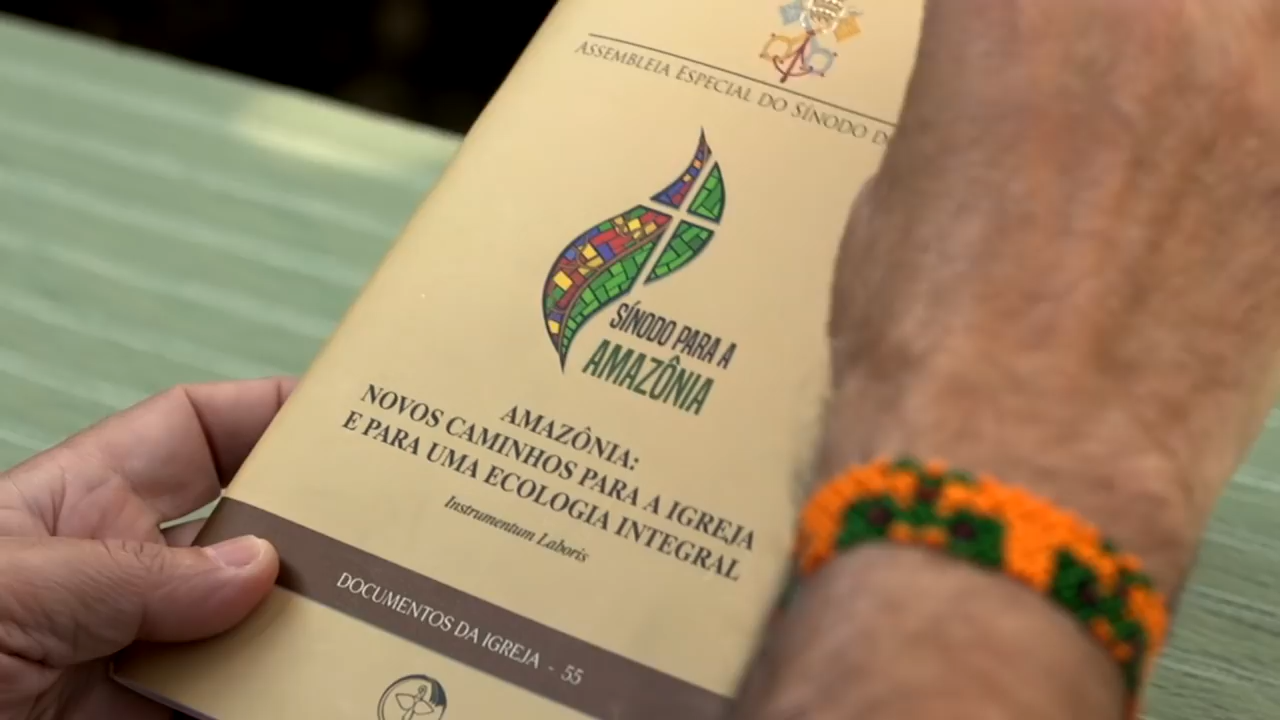 ASSEMBLEIA ESPECIAL DO SÍNODO
SÍNODO PARA A
AMAZÔNIA
AMAZÔNIA:
NOVOS CAMINHOS PARA A IGREJA
E PARA UMA ECOLOGIA INTEGRAL
Instrumentum Laboris
DOCUMENTOS DA IGREJA - 55